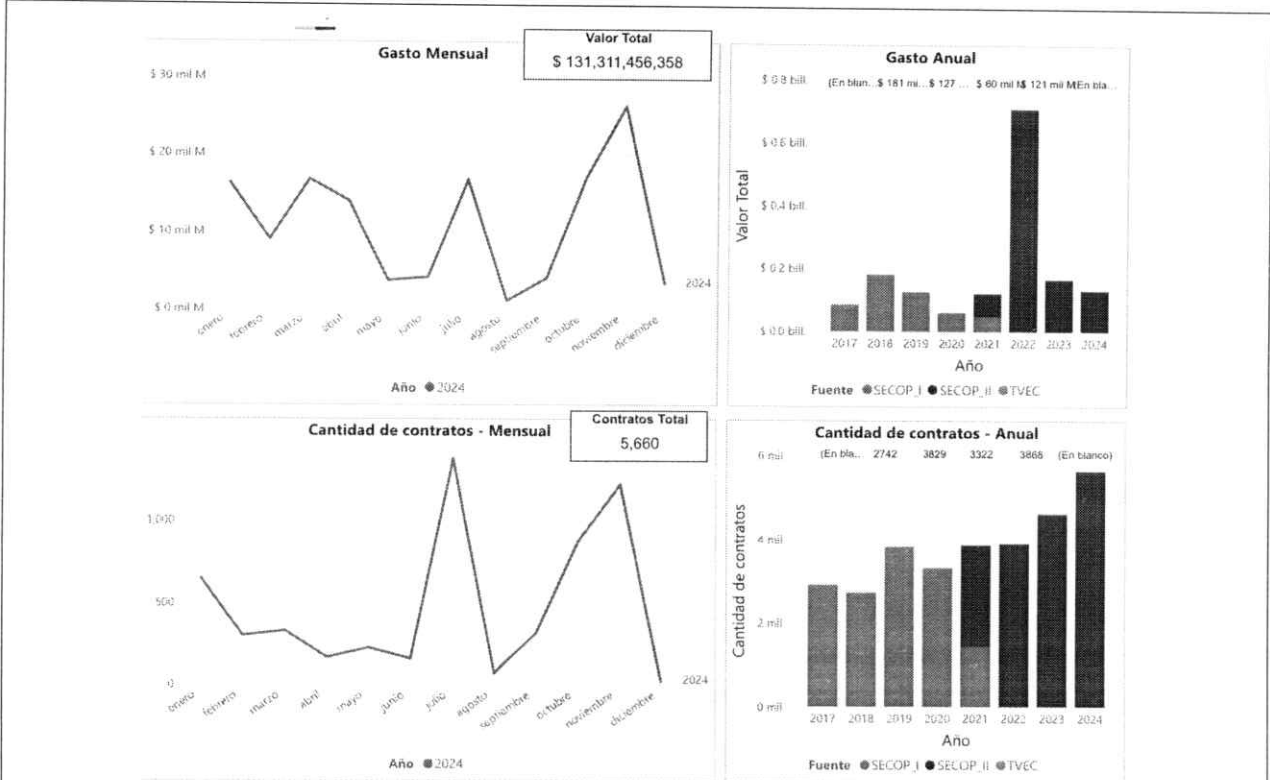 Gasto Mensual
Valor Total
$ 131,311,456,358
$ 30 mil M
$ 20 mil M
$ 10 mil M
$ 0 mil M
enero
febrero
marzo
abril
mayo
junio
julio
agosto
septiembre
octubre
noviembre
diciembre
2024
Año 2024
Gasto Anual
(En blun... $ 181 mi... $ 127 ... $ 60 mil M $ 121 mil M (En bla...
Valor Total
$ 0.8 bill.
$ 0.6 bill.
$ 0.4 bill.
$ 0.2 bill.
$ 0.0 bill.
2017 2018 2019 2020 2021 2022 2023 2024
Año
Fuente SECOP_I SECOP_II TVEC
Cantidad de contratos - Mensual
Contratos Total
5,660
1,000
500
0
enero
febrero
marzo
abril
mayo
junio
julio
agosto
septiembre
octubre
noviembre
diciembre
2024
Año 2024
Cantidad de contratos - Anual
(En bla... 2742 3829 3322 3868 (En blanco)
Cantidad de contratos
6 mil
4 mil
2 mil
0 mil
2017 2018 2019 2020 2021 2022 2023 2024
Año
Fuente SECOP_I SECOP_II TVEC